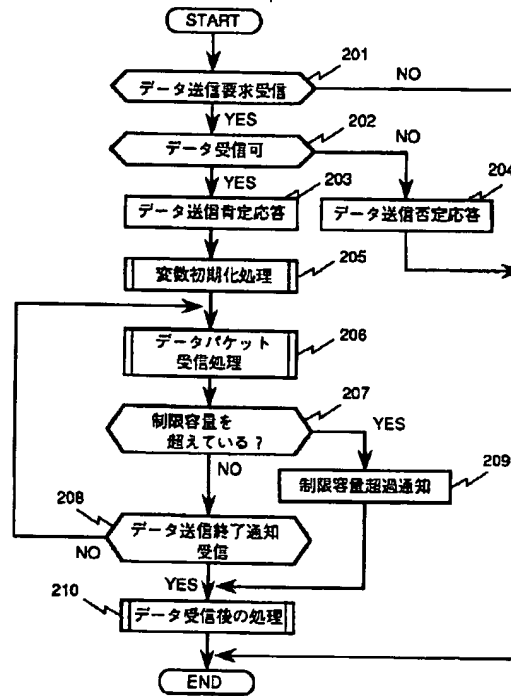 START
201
データ送信要求受信
NO
YES
202
データ受信可
NO
YES
203
データ送信肯定応答
204
データ送信否定応答
変数初期化処理
205
データパケット
受信処理
206
207
制限容量を
超えている？
YES
NO
209
制限容量超過通知
208
データ送信終了通知
受信
NO
YES
210
データ受信後の処理
END